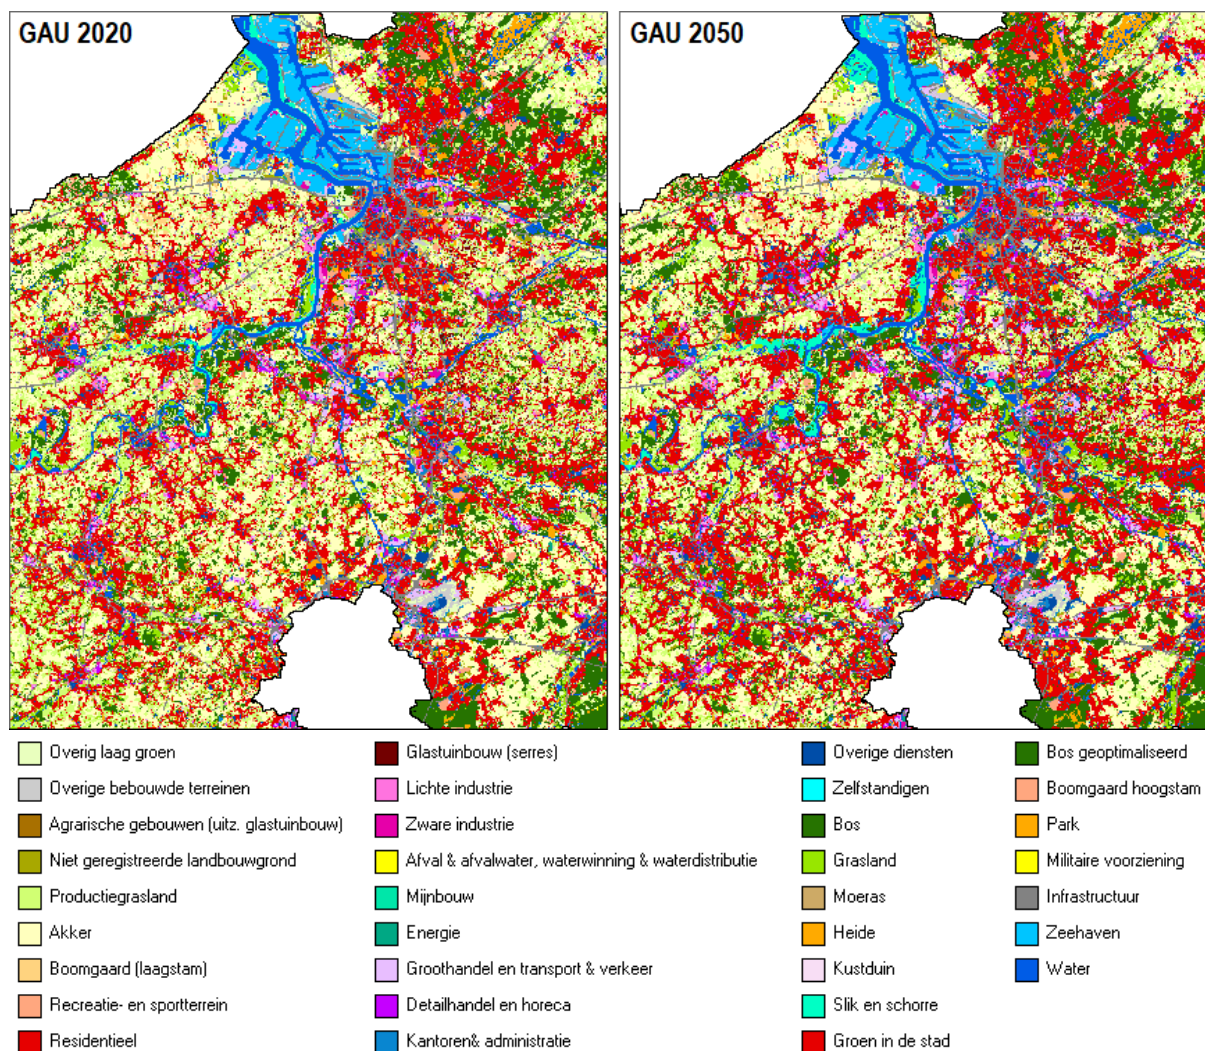 GAU 2020
GAU 2050
Overig laag groen
Overige bebouwde terreinen
Agrarische gebouwen (uitz. glastuinbouw)
Niet geregistreerde landbouwgrond
Productiegrasland
Akker
Boomgaard (laagstam)
Recreatie- en sportterrein
Residentieel
Glastuinbouw (serres)
Lichte industrie
Zware industrie
Afval & afvalwater, waterwinning & waterdistributie
Mijnbouw
Energie
Groothandel en transport & verkeer
Detailhandel en horeca
Kantoren& administratie
Overige diensten
Zelfstandigen
Bos
Grasland
Moeras
Heide
Kustduin
Slik en schorre
Groen in de stad
Bos geoptimaliseerd
Boomgaard hoogstam
Park
Militaire voorziening
Infrastructuur
Zeehaven
Water